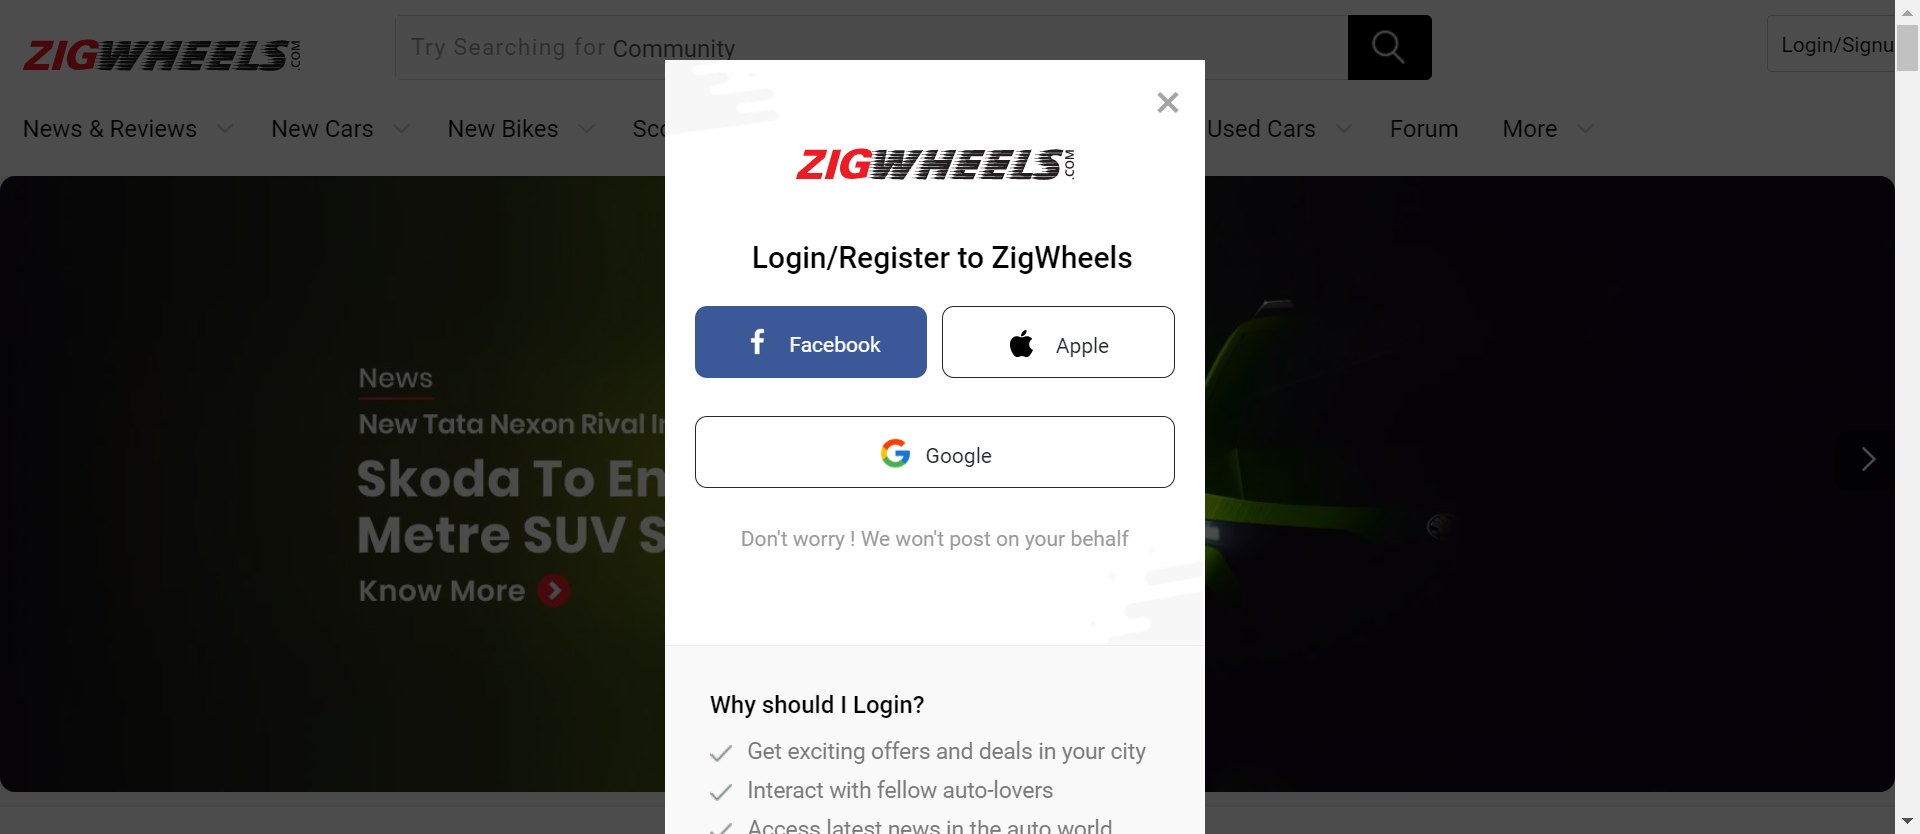 ZIGWHEELS.COM
Try Searching for Community
Login/Signu
News & Reviews
New Cars
New Bikes
Sco
Used Cars
Forum
More
ZIGWHEELS.COM
Login/Register to ZigWheels
Facebook
Apple
Google
Don't worry ! We won't post on your behalf
News
New Tata Nexon Rival In
Skoda To En
Metre SUV S
Know More
Why should I Login?
Get exciting offers and deals in your city
Interact with fellow auto-lovers
Access latest news in the auto world